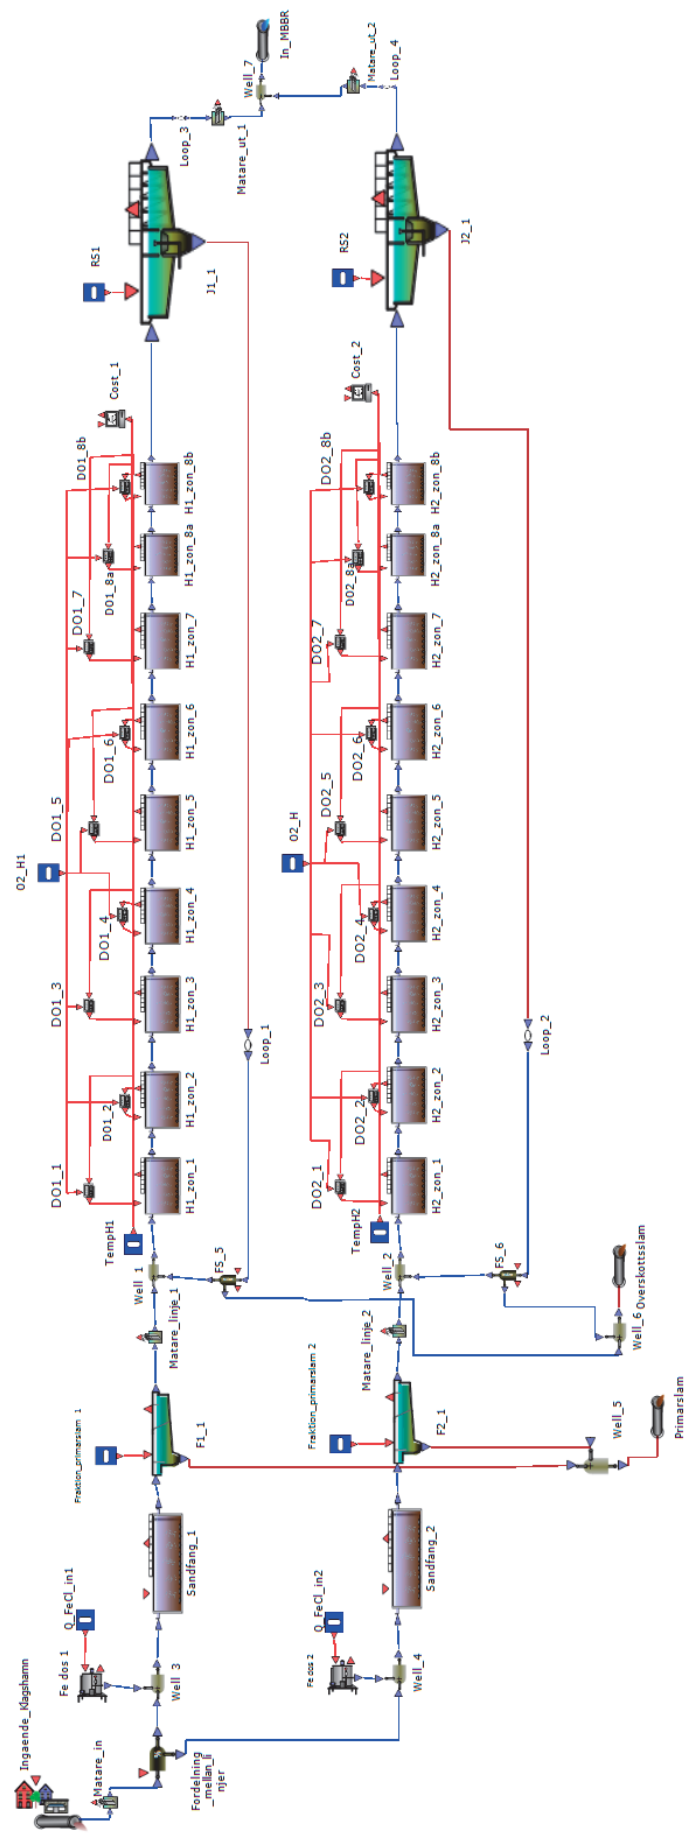 Ingaende_Klagshamn
Matare_in
Fordelning
_mellan_li
njer
Q_FeCl_in1
Fe dos 1
Well_3
Sandfang_1
Fraktion_primarslam 1
F1_1
Matare_linje_1
Well_1
FS_5
TempH1
Loop_1
O2_H1
DO1_1
DO1_2
DO1_3
DO1_4
DO1_5
DO1_6
DO1_7
DO1_8a
DO1_8b
Cost_1
H1_zon_1
H1_zon_2
H1_zon_3
H1_zon_4
H1_zon_5
H1_zon_6
H1_zon_7
H1_zon_8a
H1_zon_8b
RS1
J1_1
Loop_3
Matare_ut_1
Well_7
In_MBBR
Matare_ut_2
Loop_4
Q_FeCl_in2
Fe dos 2
Well_4
Sandfang_2
Fraktion_primarslam 2
F2_1
Matare_linje_2
Well_2
FS_6
TempH2
Loop_2
O2_H
DO2_1
DO2_2
DO2_3
DO2_4
DO2_5
DO2_6
DO2_7
DO2_8a
DO2_8b
Cost_2
H2_zon_1
H2_zon_2
H2_zon_3
H2_zon_4
H2_zon_5
H2_zon_6
H2_zon_7
H2_zon_8a
H2_zon_8b
RS2
J2_1
Well_5
Primarslam
Well_6
Overskottsslam